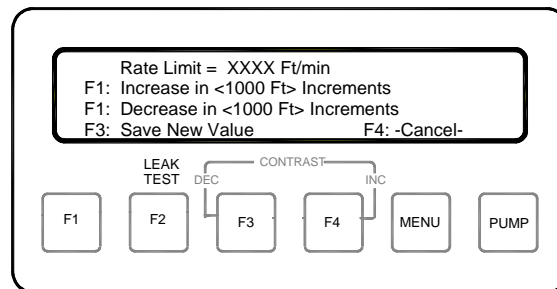 Rate Limit = XXXX Ft/min
F1: Increase in <1000 Ft> Increments
F1: Decrease in <1000 Ft> Increments
F3: Save New Value F4: -Cancel-
LEAK
TEST
CONTRAST
DEC
INC
F1 F2 F3 F4 MENU PUMP